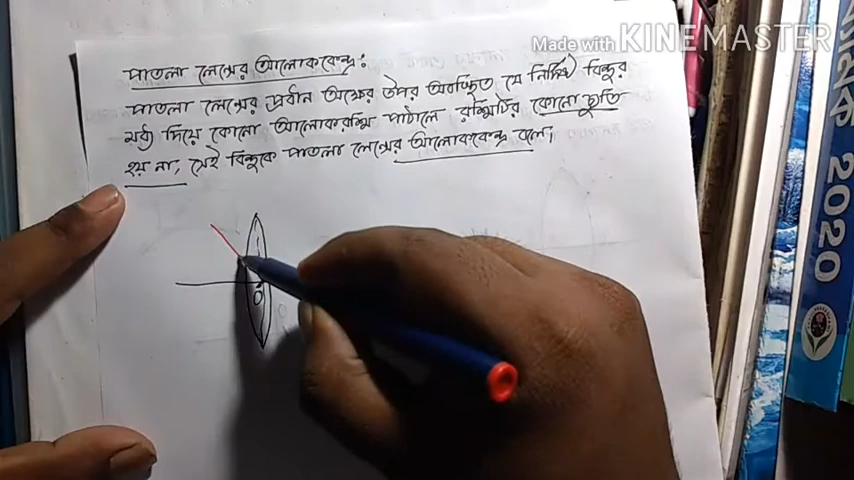 Made with KINEMASTER
পাতলা লেন্সের আলোককেন্দ্র:
পাতলা লেন্সের প্রধান অক্ষের উপর অবস্থিত যে নির্দিষ্ট বিন্দুর
মধ্য দিয়ে কোনো আলোকরশ্মি পাঠালে রশ্মিটির কোনো চ্যুতি
হয় না, সেই বিন্দুকে পাতলা লেন্সের আলোককেন্দ্র বলে।
O
2020